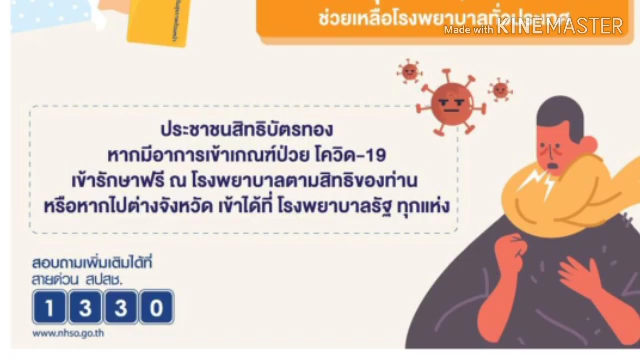 ช่วยเหลือโรงพยาบาลทั่วประเทศ
Made with KINEMASTER
ประชาชนสิทธิบัตรทอง
หากมีอาการเข้าเกณฑ์ป่วย โควิด-19
เข้ารักษาฟรี ณ โรงพยาบาลตามสิทธิของท่าน
หรือหากไปต่างจังหวัด เข้าได้ที่ โรงพยาบาลรัฐ ทุกแห่ง
สอบถามเพิ่มเติมได้ที่
สายด่วน สปสช.
1 3 3 0
www.nhso.go.th